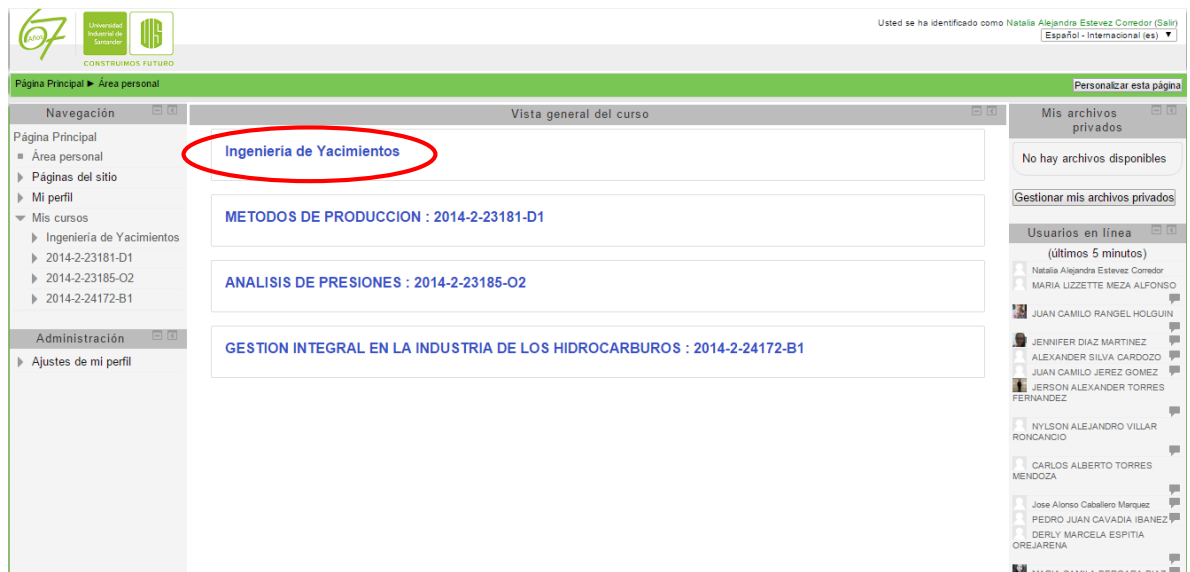 67 AÑOS
Universidad
Industrial de
Santander
UIS
CONSTRUIMOS FUTURO
Usted se ha identificado como Natalia Alejandra Estevez Corredor (Salir)
Español - Internacional (es) ▼
Página Principal ► Área personal
Personalizar esta página
Navegación
Página Principal
Área personal
Páginas del sitio
Mi perfil
Mis cursos
Ingeniería de Yacimientos
2014-2-23181-D1
2014-2-23185-O2
2014-2-24172-B1
Administración
Ajustes de mi perfil
Vista general del curso
Ingenieria de Yacimientos
METODOS DE PRODUCCION : 2014-2-23181-D1
ANALISIS DE PRESIONES : 2014-2-23185-O2
GESTION INTEGRAL EN LA INDUSTRIA DE LOS HIDROCARBUROS : 2014-2-24172-B1
Mis archivos
privados
No hay archivos disponibles
Gestionar mis archivos privados
Usuarios en línea
(últimos 5 minutos)
Natalia Alejandra Estevez Corredor
MARIA LIZZETTE MEZA ALFONSO
JUAN CAMILO RANGEL HOLGUIN
JENNIFER DIAZ MARTINEZ
ALEXANDER SILVA CARDOZO
JUAN CAMILO JEREZ GOMEZ
JERSON ALEXANDER TORRES
FERNANDEZ
NYLSON ALEJANDRO VILLAR
RONCANCIO
CARLOS ALBERTO TORRES
MENDOZA
Jose Alonso Caballero Marquez
PEDRO JUAN CAVADIA IBANEZ
DERLY MARCELA ESPITIA
OREJARENA